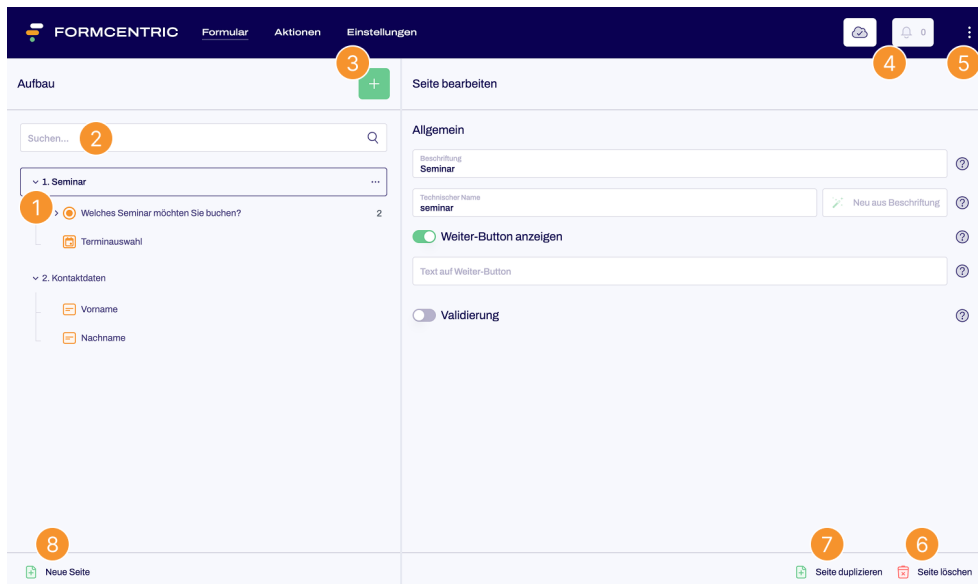 FORMCENTRIC Formular Aktionen Einstellungen 0
3 4 5
Aufbau + Seite bearbeiten
Allgemein
Suchen... 2
Beschriftung
Seminar
1. Seminar ...
Technischer Name
seminar Neu aus Beschriftung
1 Welches Seminar möchten Sie buchen? 2
Weiter-Button anzeigen
Terminauswahl
Text auf Weiter-Button
2. Kontaktdaten
Vorname
Validierung
Nachname
8 7 6
Neue Seite Seite duplizieren Seite löschen